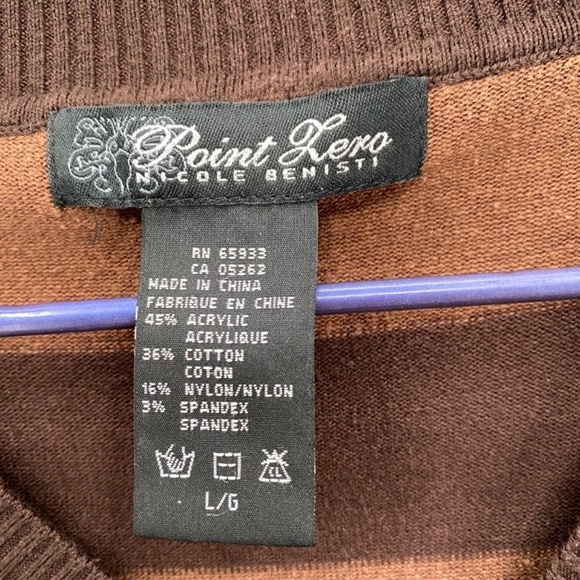 Point Zero
NICOLE BENISTI
RN 65933
CA 05262
MADE IN CHINA
FABRIQUE EN CHINE
45% ACRYLIC
ACRYLIQUE
36% COTTON
COTON
16% NYLON/NYLON
3% SPANDEX
SPANDEX
CL
L/G